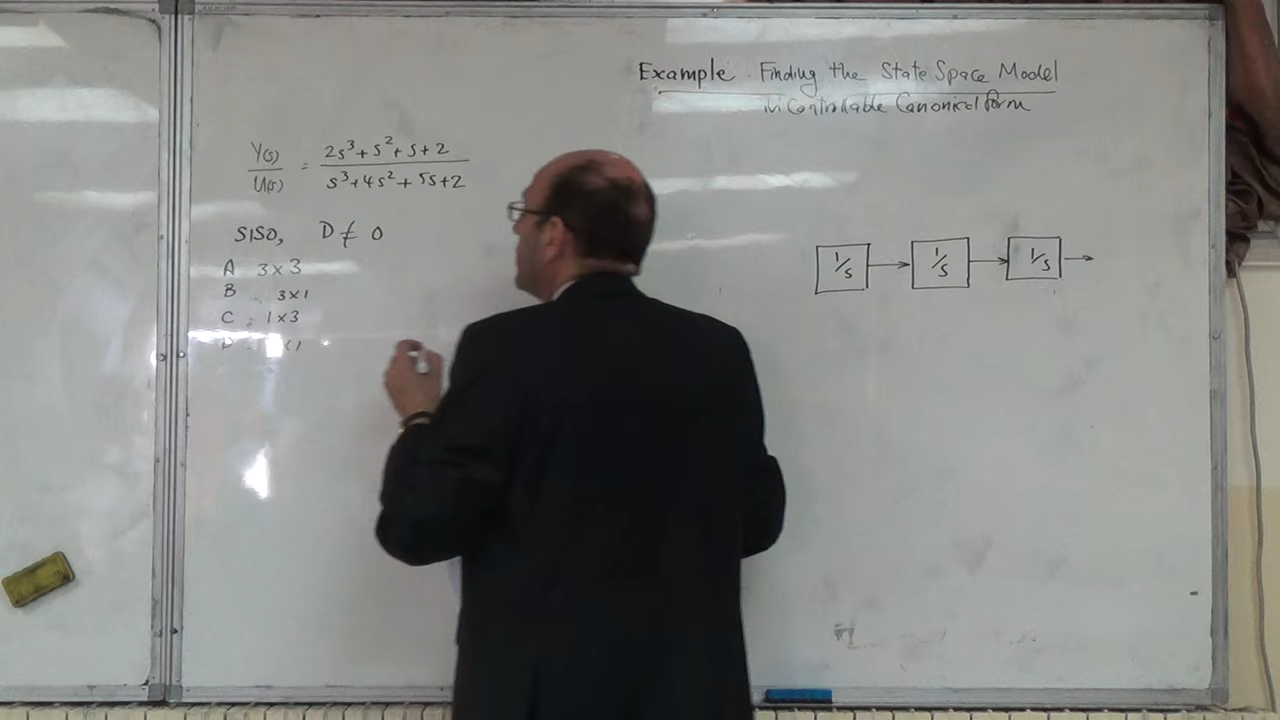 Example Finding the State Space Model
in Controllable Canonical form
Y(s)/U(s) = (2s³+s²+s+2)/(s³+4s²+5s+2)
SISO, D ≠ 0
A 3×3
B 3×1
C 1×3
1/s 1/s 1/s